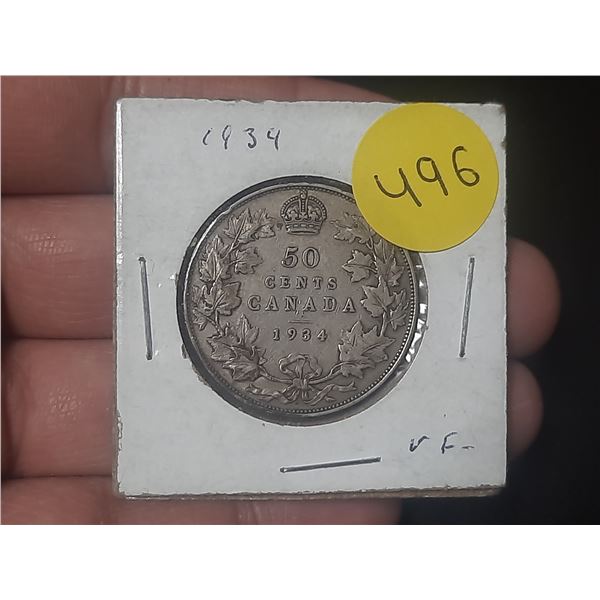 1934
496
50
CENTS
CANADA
1934
VF-